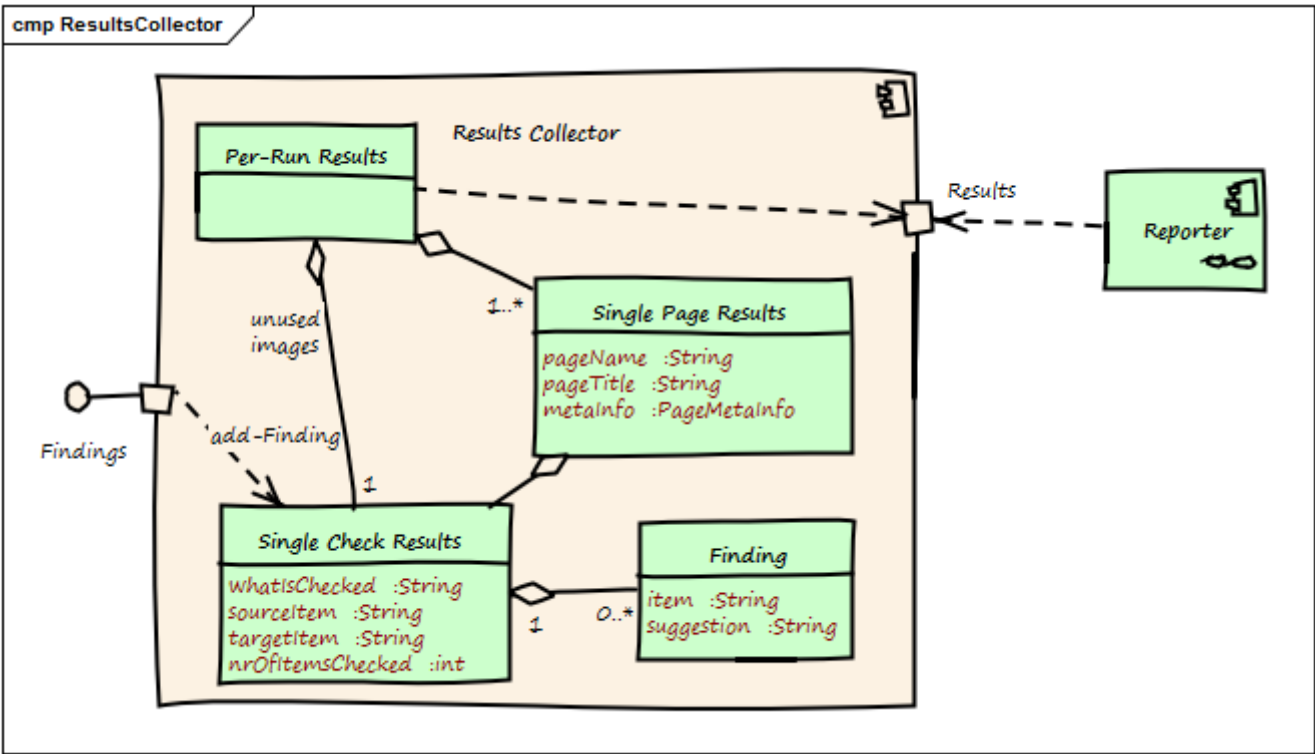 cmp ResultsCollector
Results Collector
Per-Run Results
Results
Reporter
1..*
unused
images
Single Page Results
pageName :String
pageTitle :String
metaInfo :PageMetaInfo
Findings
add-Finding
1
Single Check Results
whatIsChecked :String
sourceItem :String
targetItem :String
nrOfItemsChecked :int
1
0..*
Finding
item :String
suggestion :String